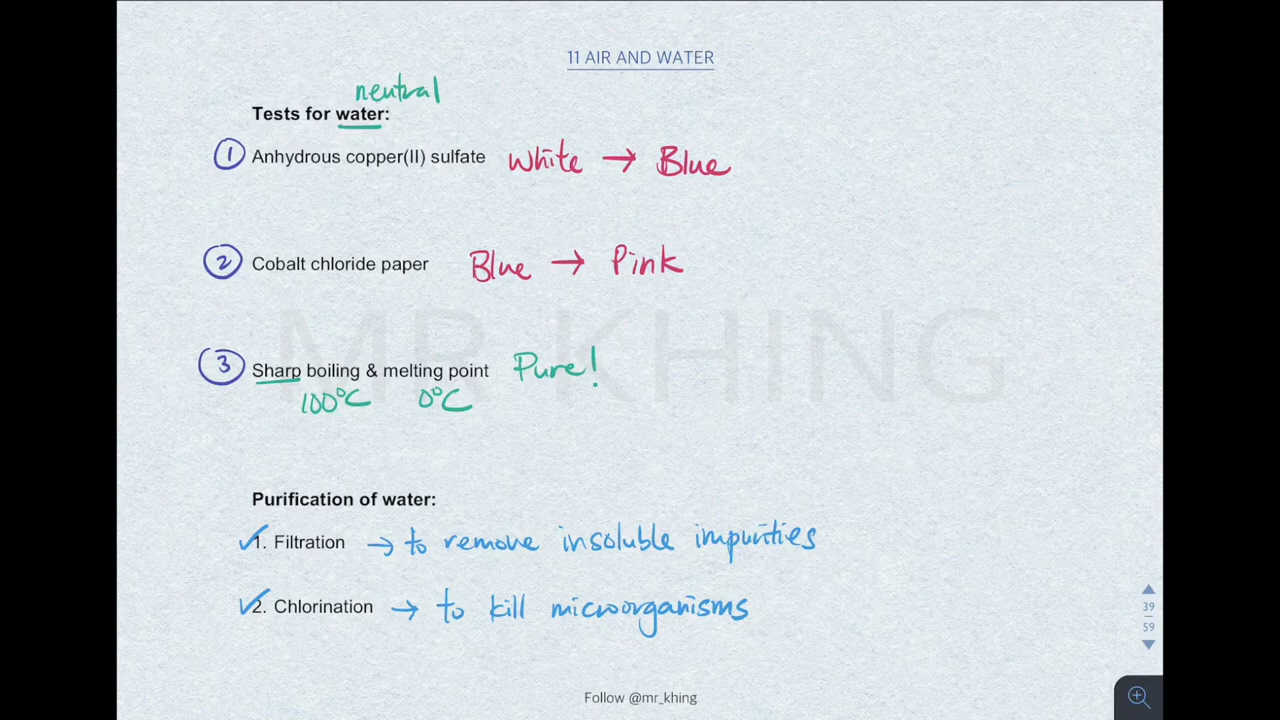 11 AIR AND WATER
neutral
Tests for water:
1 Anhydrous copper(II) sulfate White → Blue
2 Cobalt chloride paper Blue → Pink
MR KHING
3 Sharp boiling & melting point Pure!
100°C 0°C
Purification of water:
1. Filtration → to remove insoluble impurities
2. Chlorination → to kill microorganisms
39
59
Follow @mr_khing